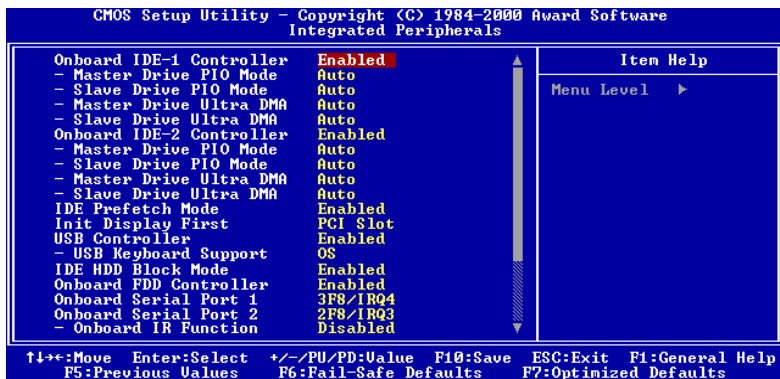 CMOS Setup Utility - Copyright (C) 1984-2000 Award Software
Integrated Peripherals
Onboard IDE-1 Controller Enabled
- Master Drive PIO Mode Auto
- Slave Drive PIO Mode Auto
- Master Drive Ultra DMA Auto
- Slave Drive Ultra DMA Auto
Onboard IDE-2 Controller Enabled
- Master Drive PIO Mode Auto
- Slave Drive PIO Mode Auto
- Master Drive Ultra DMA Auto
- Slave Drive Ultra DMA Auto
IDE Prefetch Mode Enabled
Init Display First PCI Slot
USB Controller Enabled
- USB Keyboard Support OS
IDE HDD Block Mode Enabled
Onboard FDD Controller Enabled
Onboard Serial Port 1 3F8/IRQ4
Onboard Serial Port 2 2F8/IRQ3
- Onboard IR Function Disabled
Item Help
Menu Level ▶
↑↓→←:Move Enter:Select +/-/PU/PD:Value F10:Save ESC:Exit F1:General Help
F5:Previous Values F6:Fail-Safe Defaults F7:Optimized Defaults